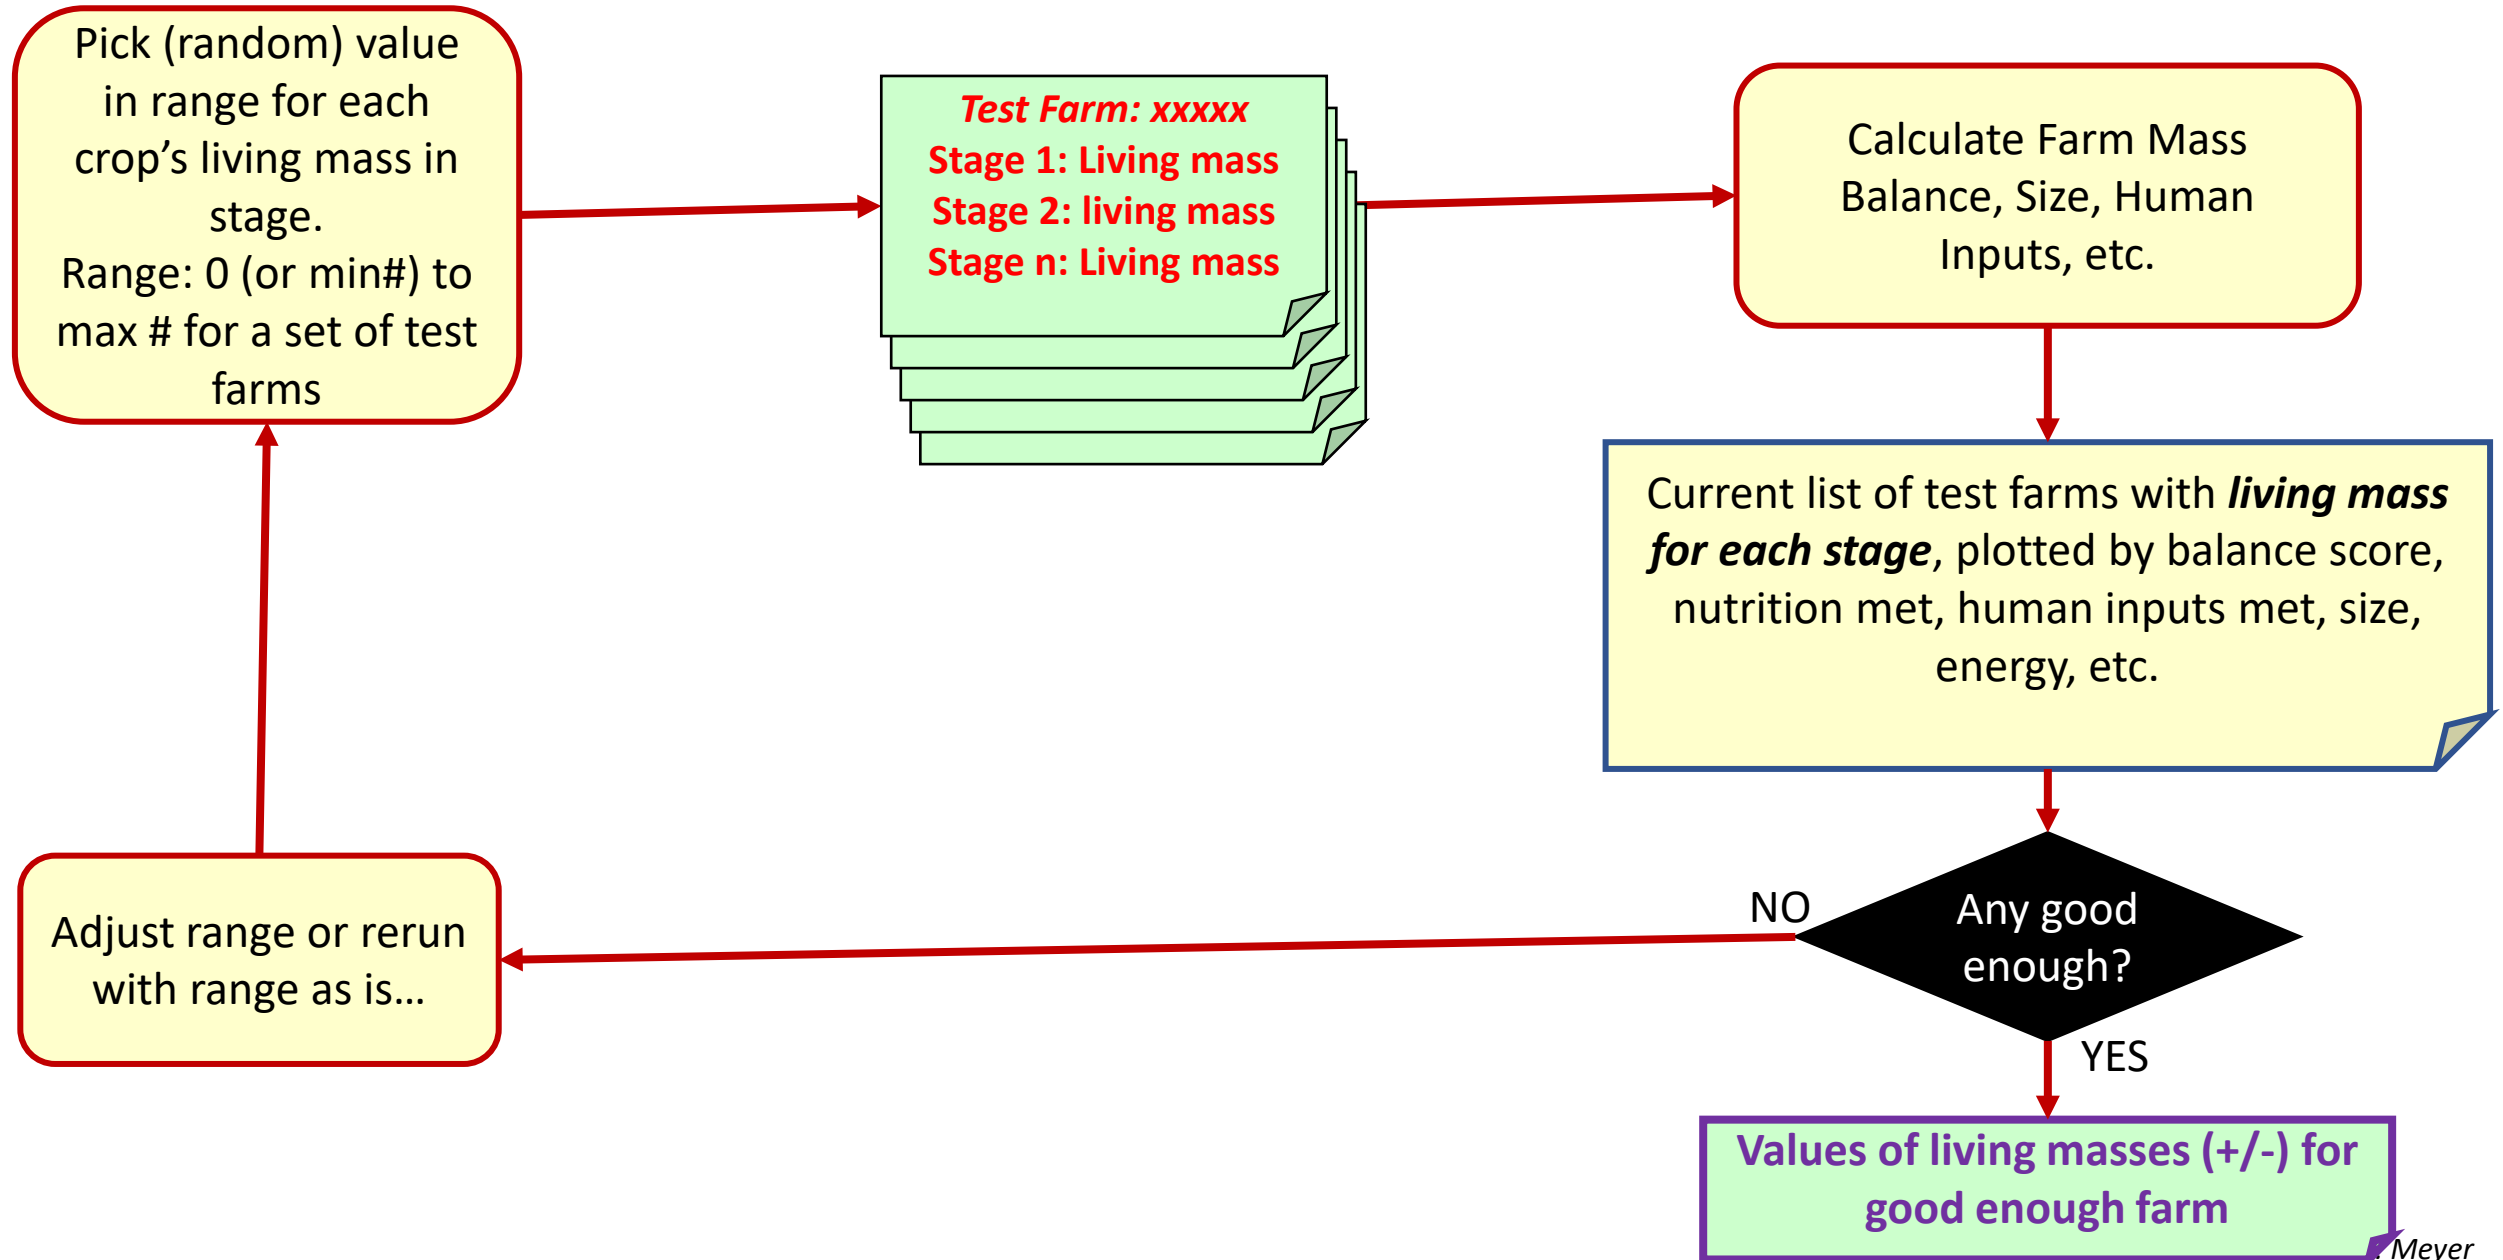 Pick (random) value
in range for each
crop’s living mass in
stage.
Range: 0 (or min#) to
max # for a set of test
farms
Test Farm: xxxxx
Stage 1: Living mass
Stage 2: living mass
Stage n: Living mass
Calculate Farm Mass
Balance, Size, Human
Inputs, etc.
Current list of test farms with living mass
for each stage, plotted by balance score,
nutrition met, human inputs met, size,
energy, etc.
Any good
enough?
NO
YES
Adjust range or rerun
with range as is…
Values of living masses (+/-) for
good enough farm
Meyer